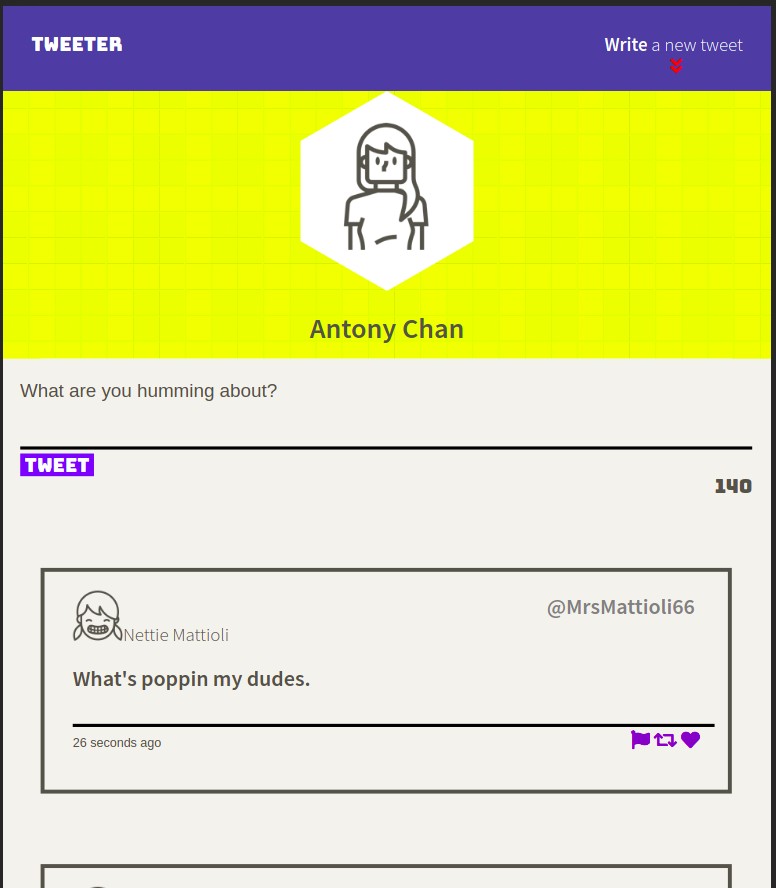 TWEETER
Write a new tweet
Antony Chan
What are you humming about?
TWEET
140
@MrsMattioli66
Nettie Mattioli
What's poppin my dudes.
26 seconds ago